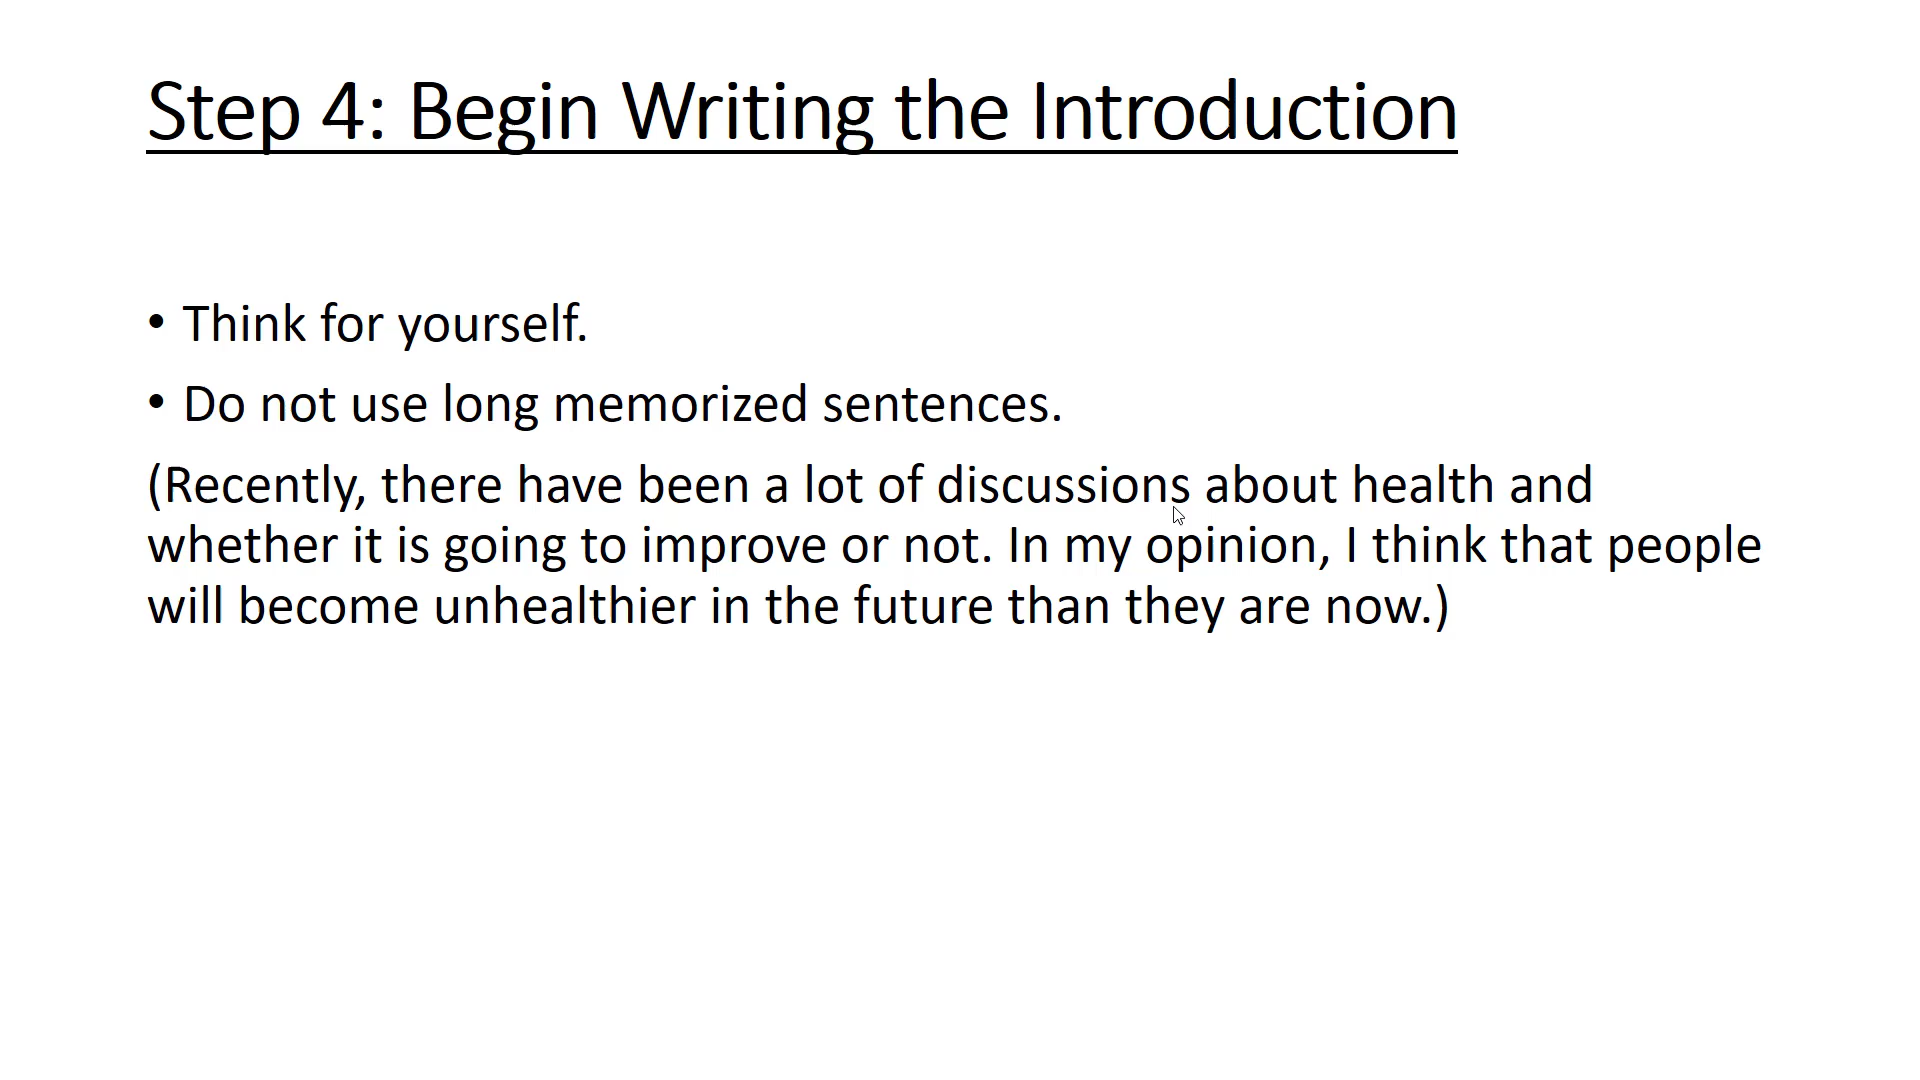 Step 4: Begin Writing the Introduction
• Think for yourself.
• Do not use long memorized sentences.
(Recently, there have been a lot of discussions about health and
whether it is going to improve or not. In my opinion, I think that people
will become unhealthier in the future than they are now.)